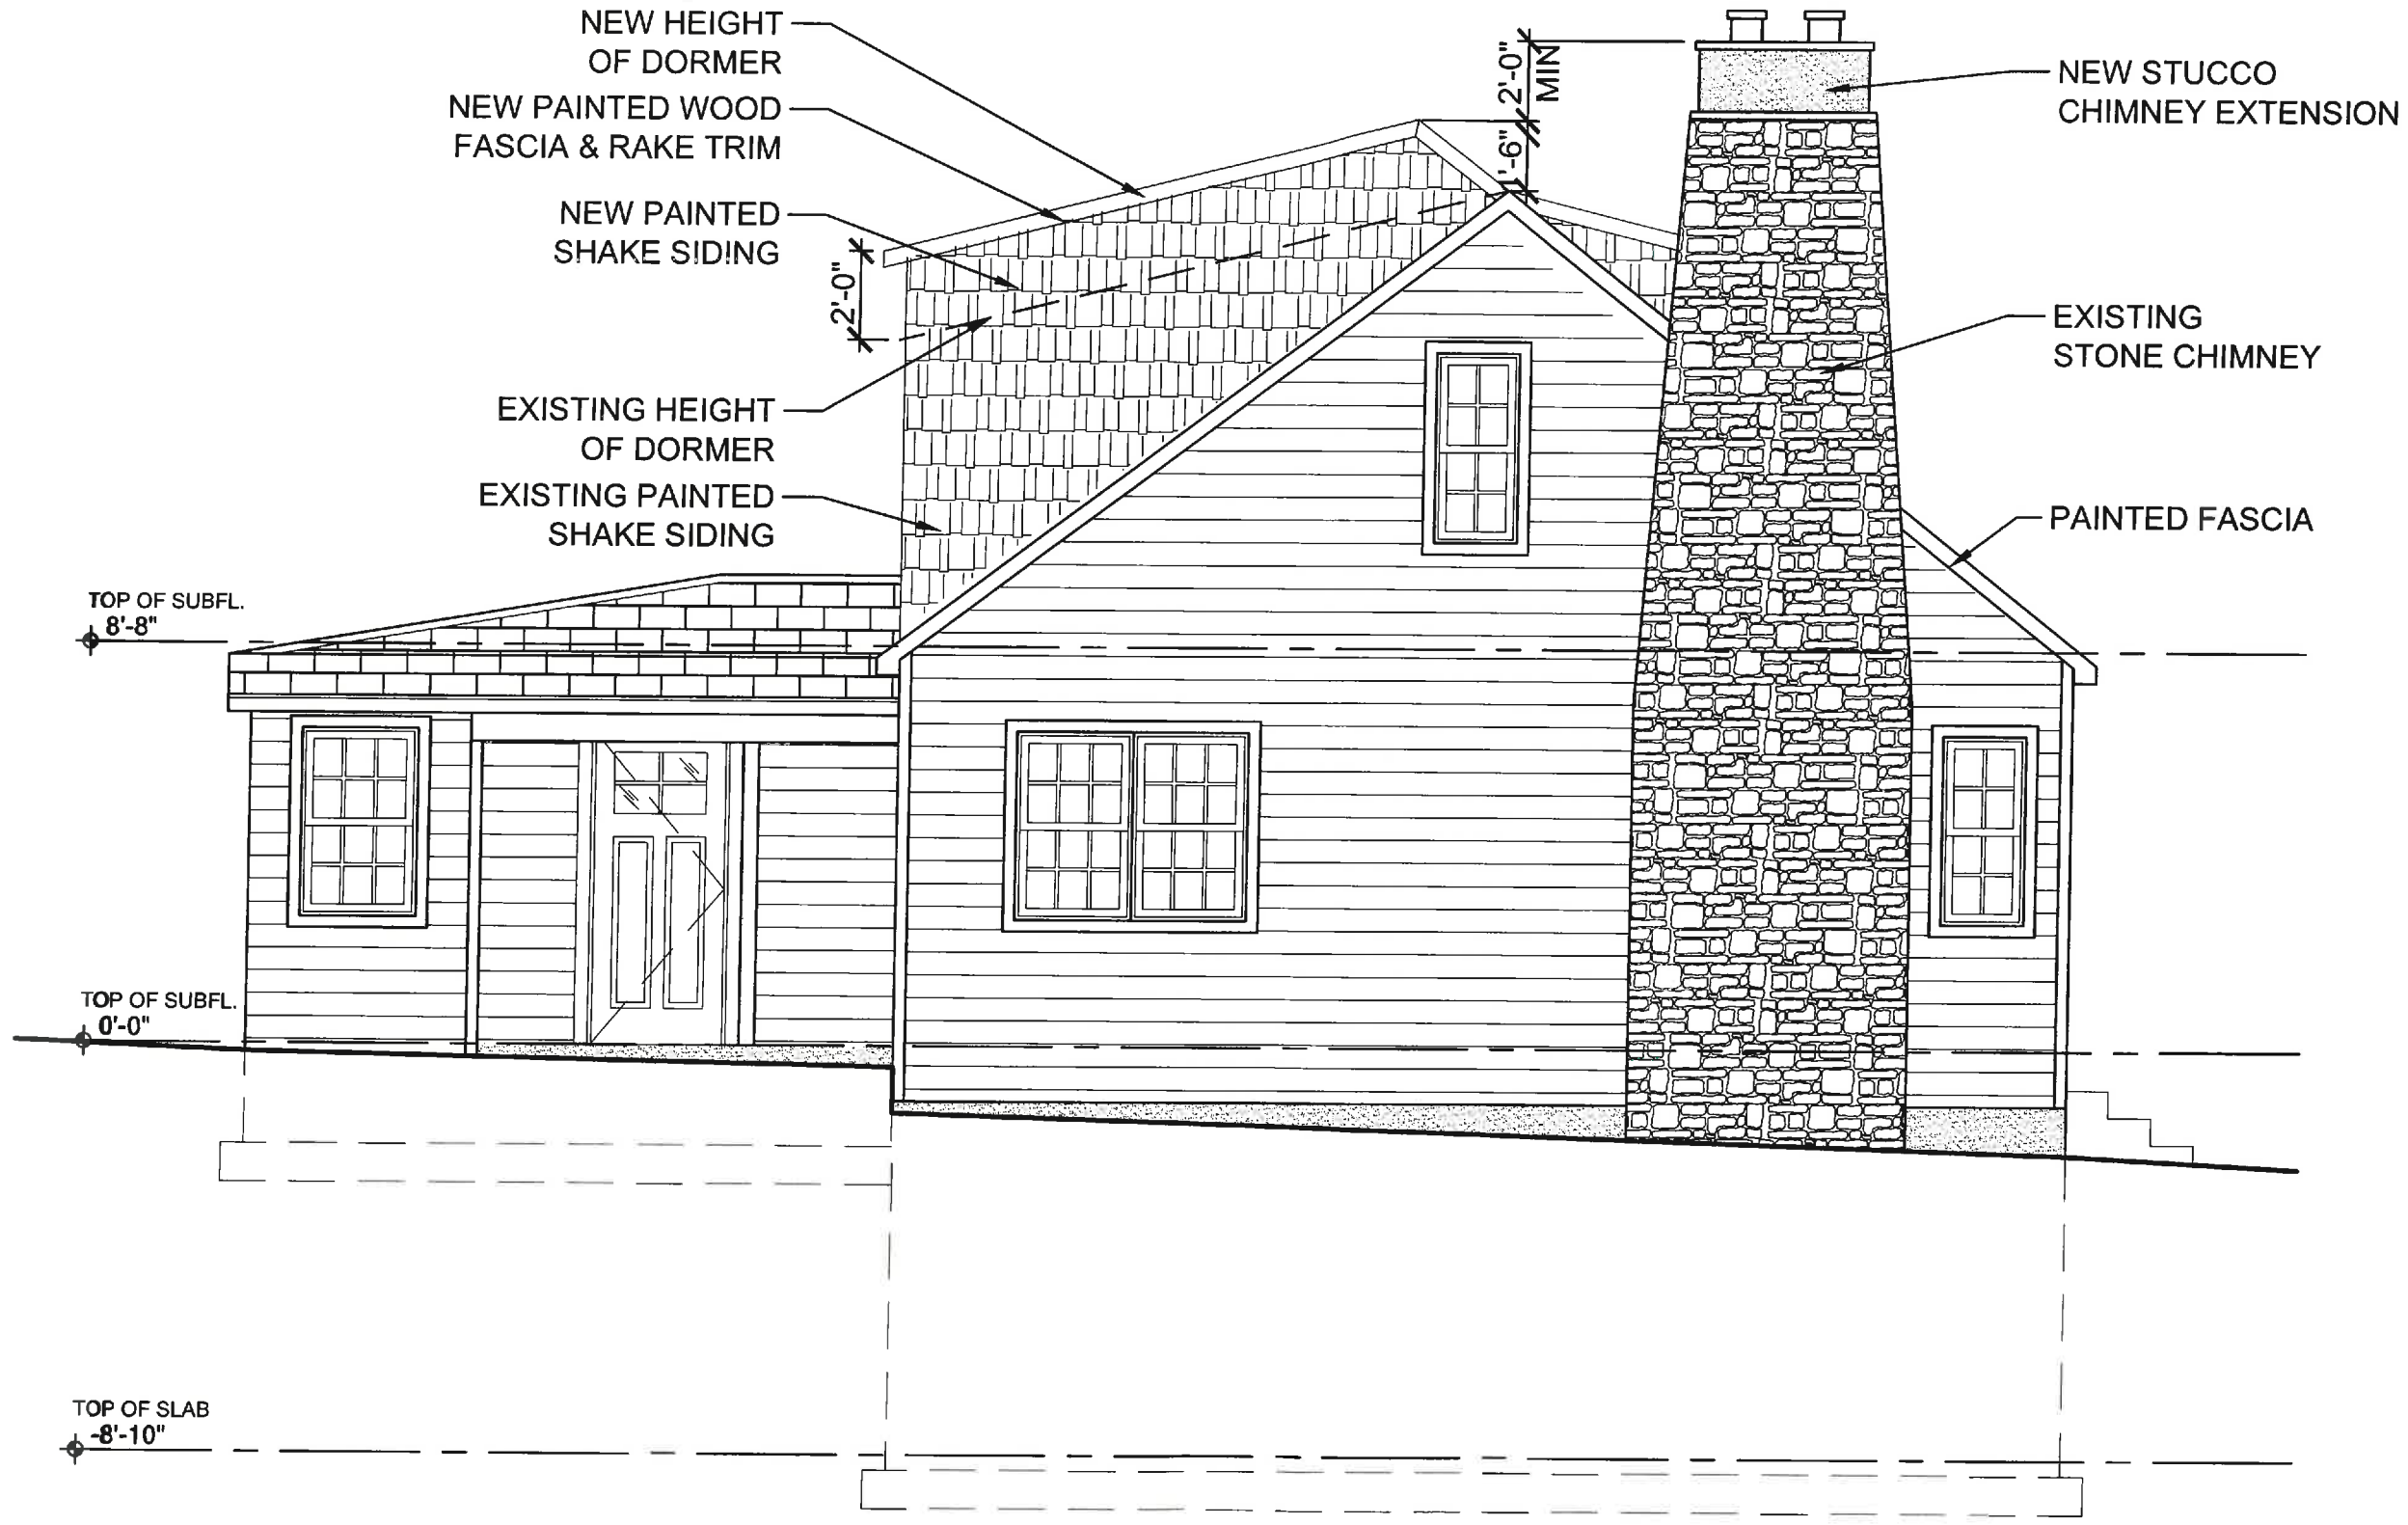 NEW HEIGHT
OF DORMER
NEW PAINTED WOOD
FASCIA & RAKE TRIM
NEW PAINTED
SHAKE SIDING
2'-0"
EXISTING HEIGHT
OF DORMER
EXISTING PAINTED
SHAKE SIDING
2'-0"
MIN
1'-6"
NEW STUCCO
CHIMNEY EXTENSION
EXISTING
STONE CHIMNEY
PAINTED FASCIA
TOP OF SUBFL.
8'-8"
TOP OF SUBFL.
0'-0"
TOP OF SLAB
-8'-10"